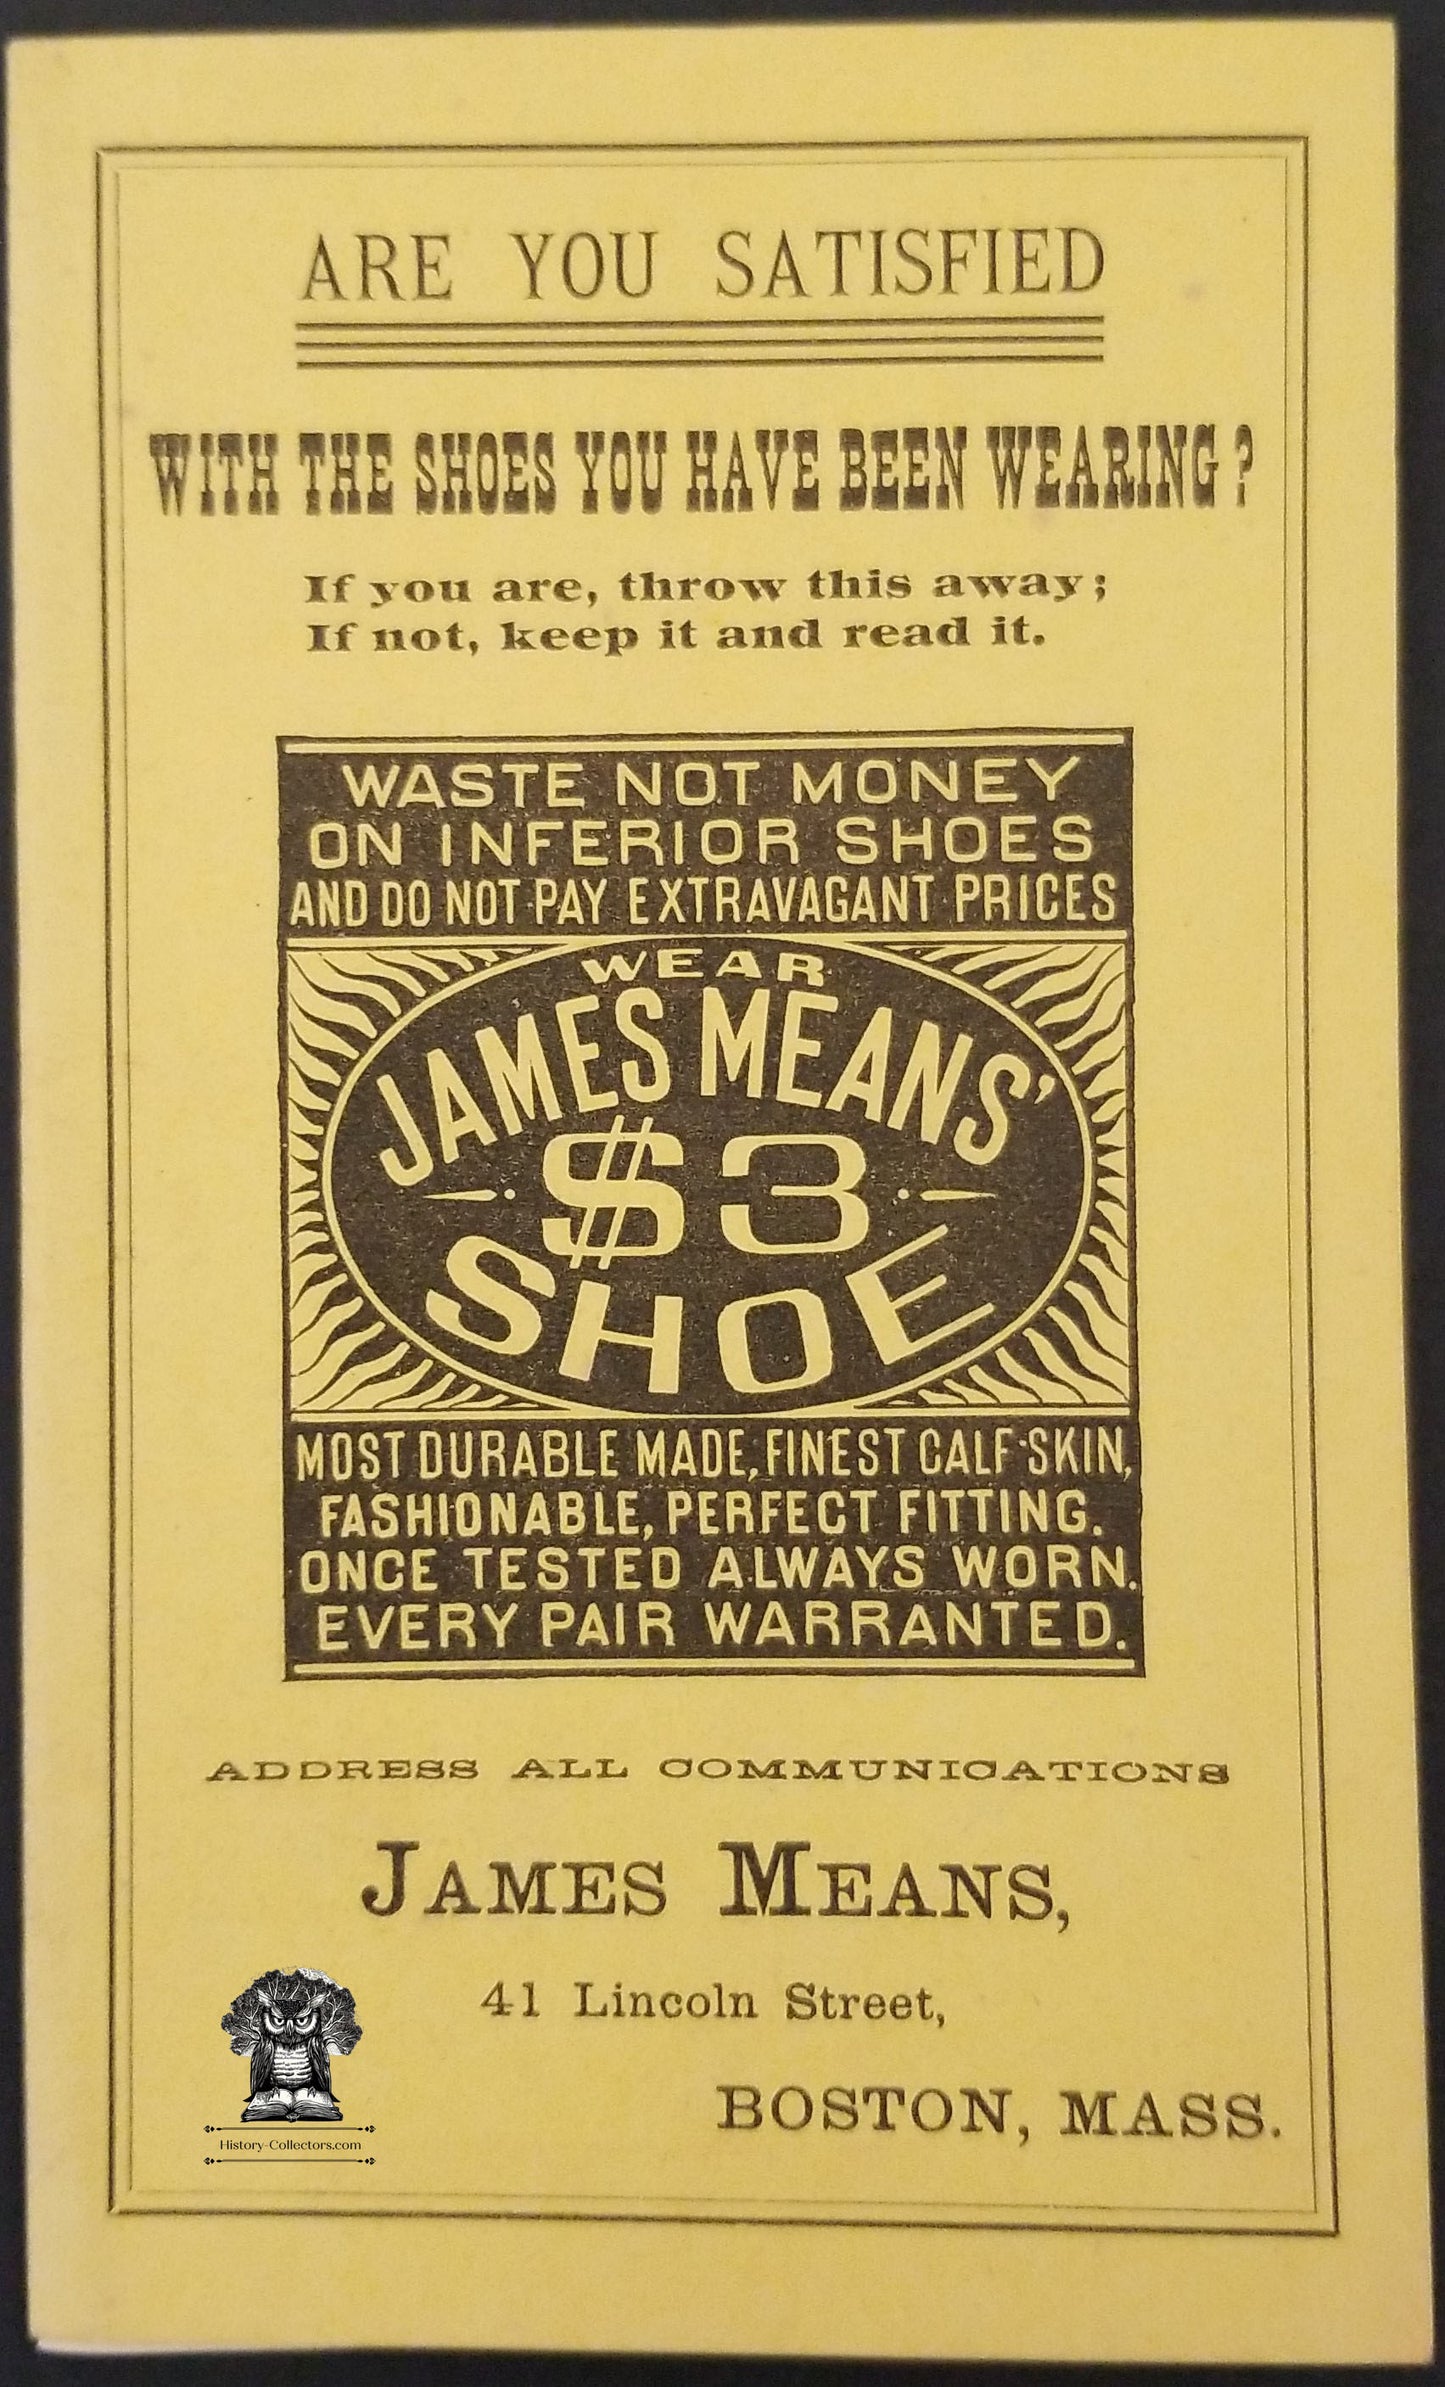 ARE YOU SATISFIED
WITH THE SHOES YOU HAVE BEEN WEARING?
If you are, throw this away;
If not, keep it and read it.
WASTE NOT MONEY
ON INFERIOR SHOES
AND DO NOT PAY EXTRAVAGANT PRICES
WEAR
JAMES MEANS'
$3
SHOE
MOST DURABLE MADE, FINEST CALF-SKIN,
FASHIONABLE, PERFECT FITTING.
ONCE TESTED ALWAYS WORN.
EVERY PAIR WARRANTED.
ADDRESS ALL COMMUNICATIONS
JAMES MEANS,
41 Lincoln Street,
BOSTON, MASS.
History-Collectors.com